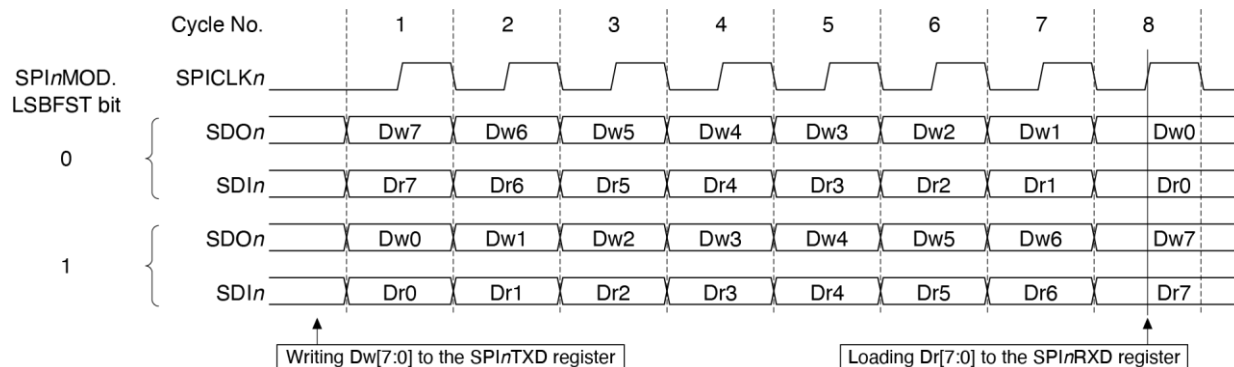 Cycle No. 1 2 3 4 5 6 7 8
SPInMOD.
LSBFST bit
SPICLKn
0
SDOn Dw7 Dw6 Dw5 Dw4 Dw3 Dw2 Dw1 Dw0
SDIn Dr7 Dr6 Dr5 Dr4 Dr3 Dr2 Dr1 Dr0
1
SDOn Dw0 Dw1 Dw2 Dw3 Dw4 Dw5 Dw6 Dw7
SDIn Dr0 Dr1 Dr2 Dr3 Dr4 Dr5 Dr6 Dr7
Writing Dw[7:0] to the SPInTXD register
Loading Dr[7:0] to the SPInRXD register